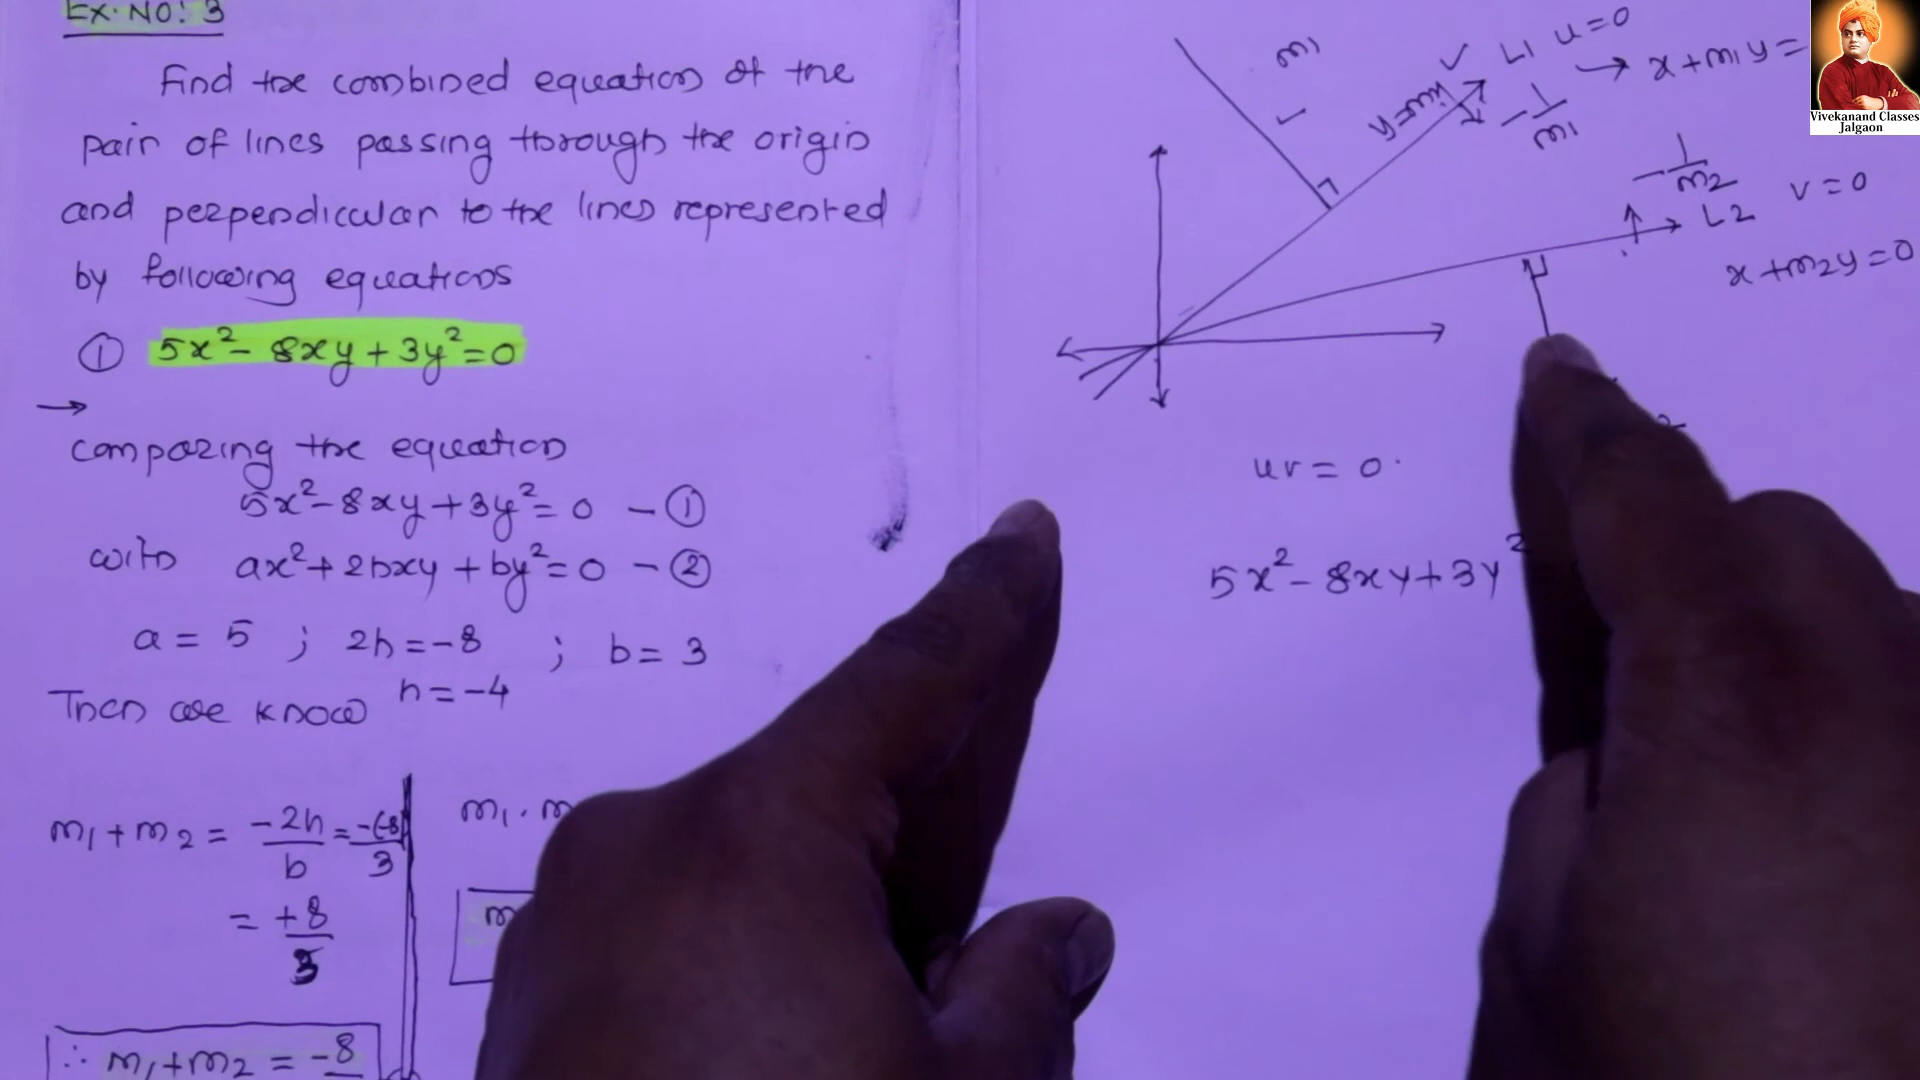 EX. NO: 3
Find the combined equation of the
pair of lines passing through the origin
and perpendicular to the lines represented
by following equations
① 5x²- 8xy+3y²=0
→
Comparing the equation
5x²-8xy+3y²=0 -①
with ax²+2hxy+by²=0 -②
a = 5 ; 2h=-8 ; b= 3
h=-4
Then we know
m₁+m₂ = -2h/b = -(-8)/3
= +8/3
∴ m₁+m₂ = -8
m₁ . m
m
m₁
y=m₁x
L1 u=0
-1/m₁ → x+m₁y=
-1/m₂
L2 v=0
x+m₂y=0
uv= 0.
5x²-8xy+3y²
Vivekanand Classes
Jalgaon